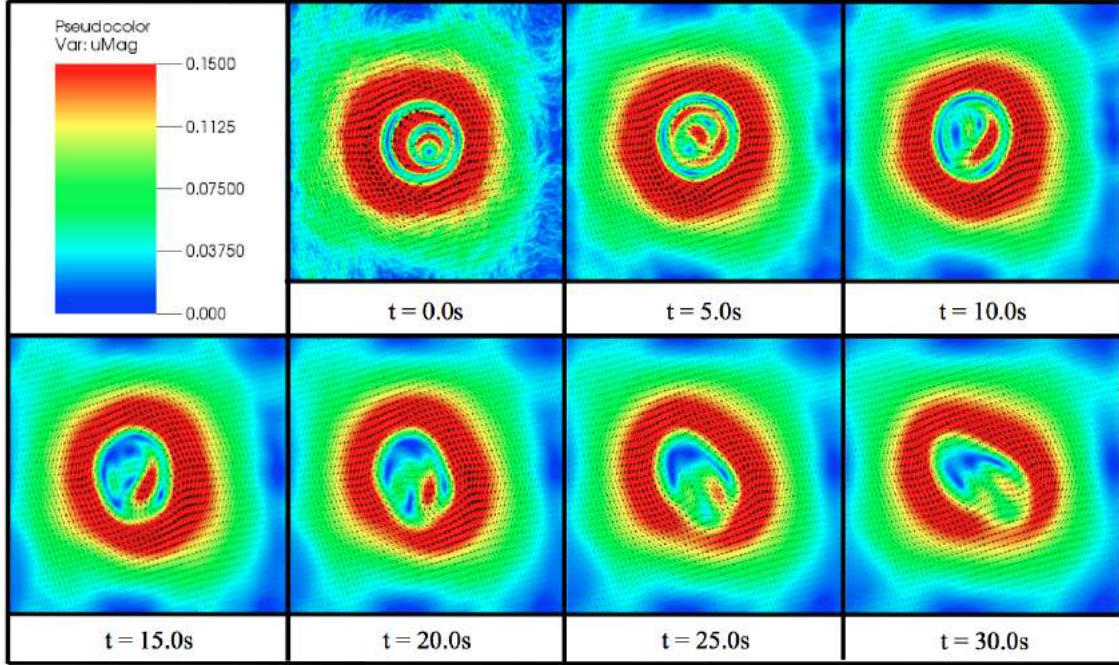 Pseudocolor
Var: uMag
0.1500
0.1125
0.07500
0.03750
0.000
t = 0.0s
t = 5.0s
t = 10.0s
t = 15.0s
t = 20.0s
t = 25.0s
t = 30.0s